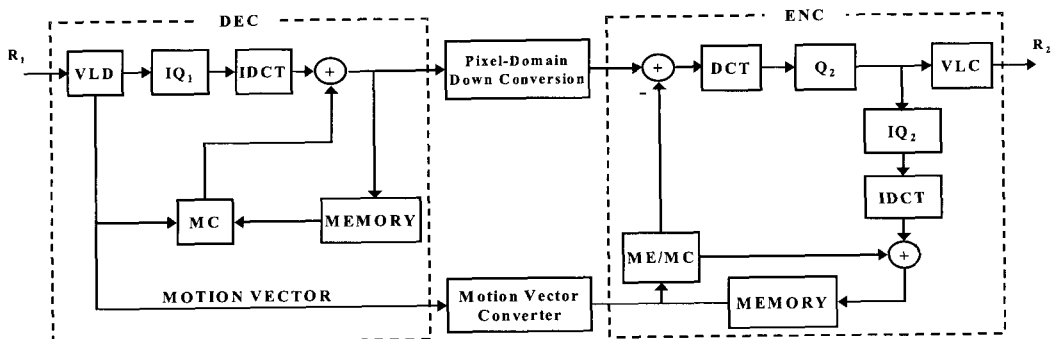 DEC
ENC
R1
VLD
IQ1
IDCT
+
Pixel-Domain
Down Conversion
+
-
DCT
Q2
VLC
R2
IQ2
IDCT
MC
MEMORY
ME/MC
+
MOTION VECTOR
Motion Vector
Converter
MEMORY